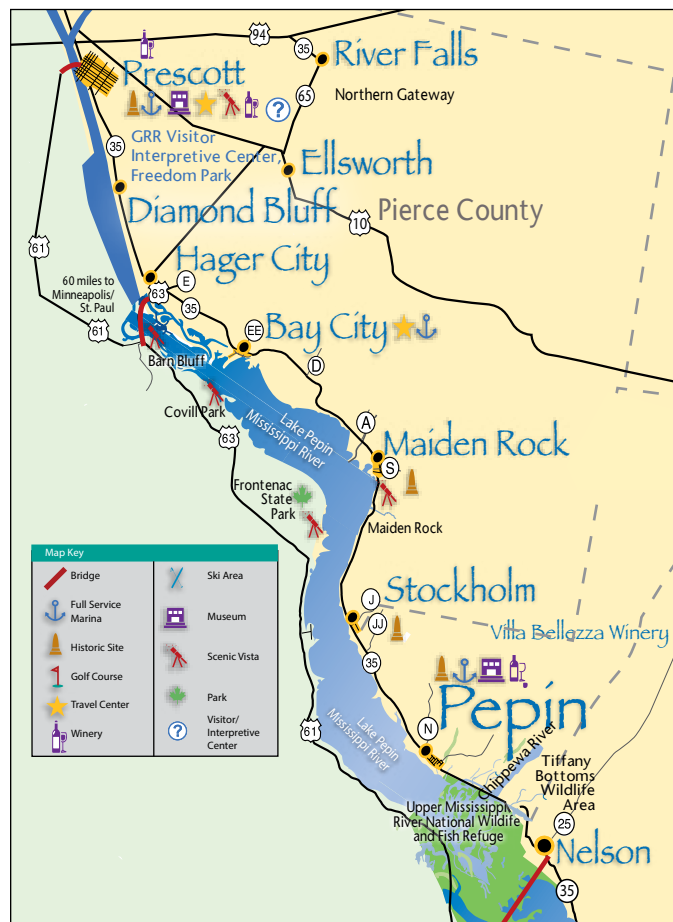 94
35
River Falls
Prescott
65
Northern Gateway
?
GRR Visitor
Interpretive Center,
Freedom Park
35
Ellsworth
Diamond Bluff
Pierce County
10
61
Hager City
60 miles to
Minneapolis/
St. Paul
63
E
35
61
EE
Bay City
Barn Bluff
D
Covill Park
63
Lake Pepin
Mississippi River
A
Maiden Rock
S
Frontenac
State
Park
Maiden Rock
Map Key
Bridge
Full Service
Marina
Historic Site
Golf Course
Travel Center
Winery
Ski Area
Museum
Scenic Vista
Park
?
Visitor/
Interpretive
Center
Stockholm
J
JJ
Villa Bellezza Winery
35
61
Lake Pepin
Mississippi River
Pepin
N
Chippewa River
Tiffany
Bottoms
Wildlife
Area
Upper Mississippi
River National Wildlife
and Fish Refuge
25
Nelson
35